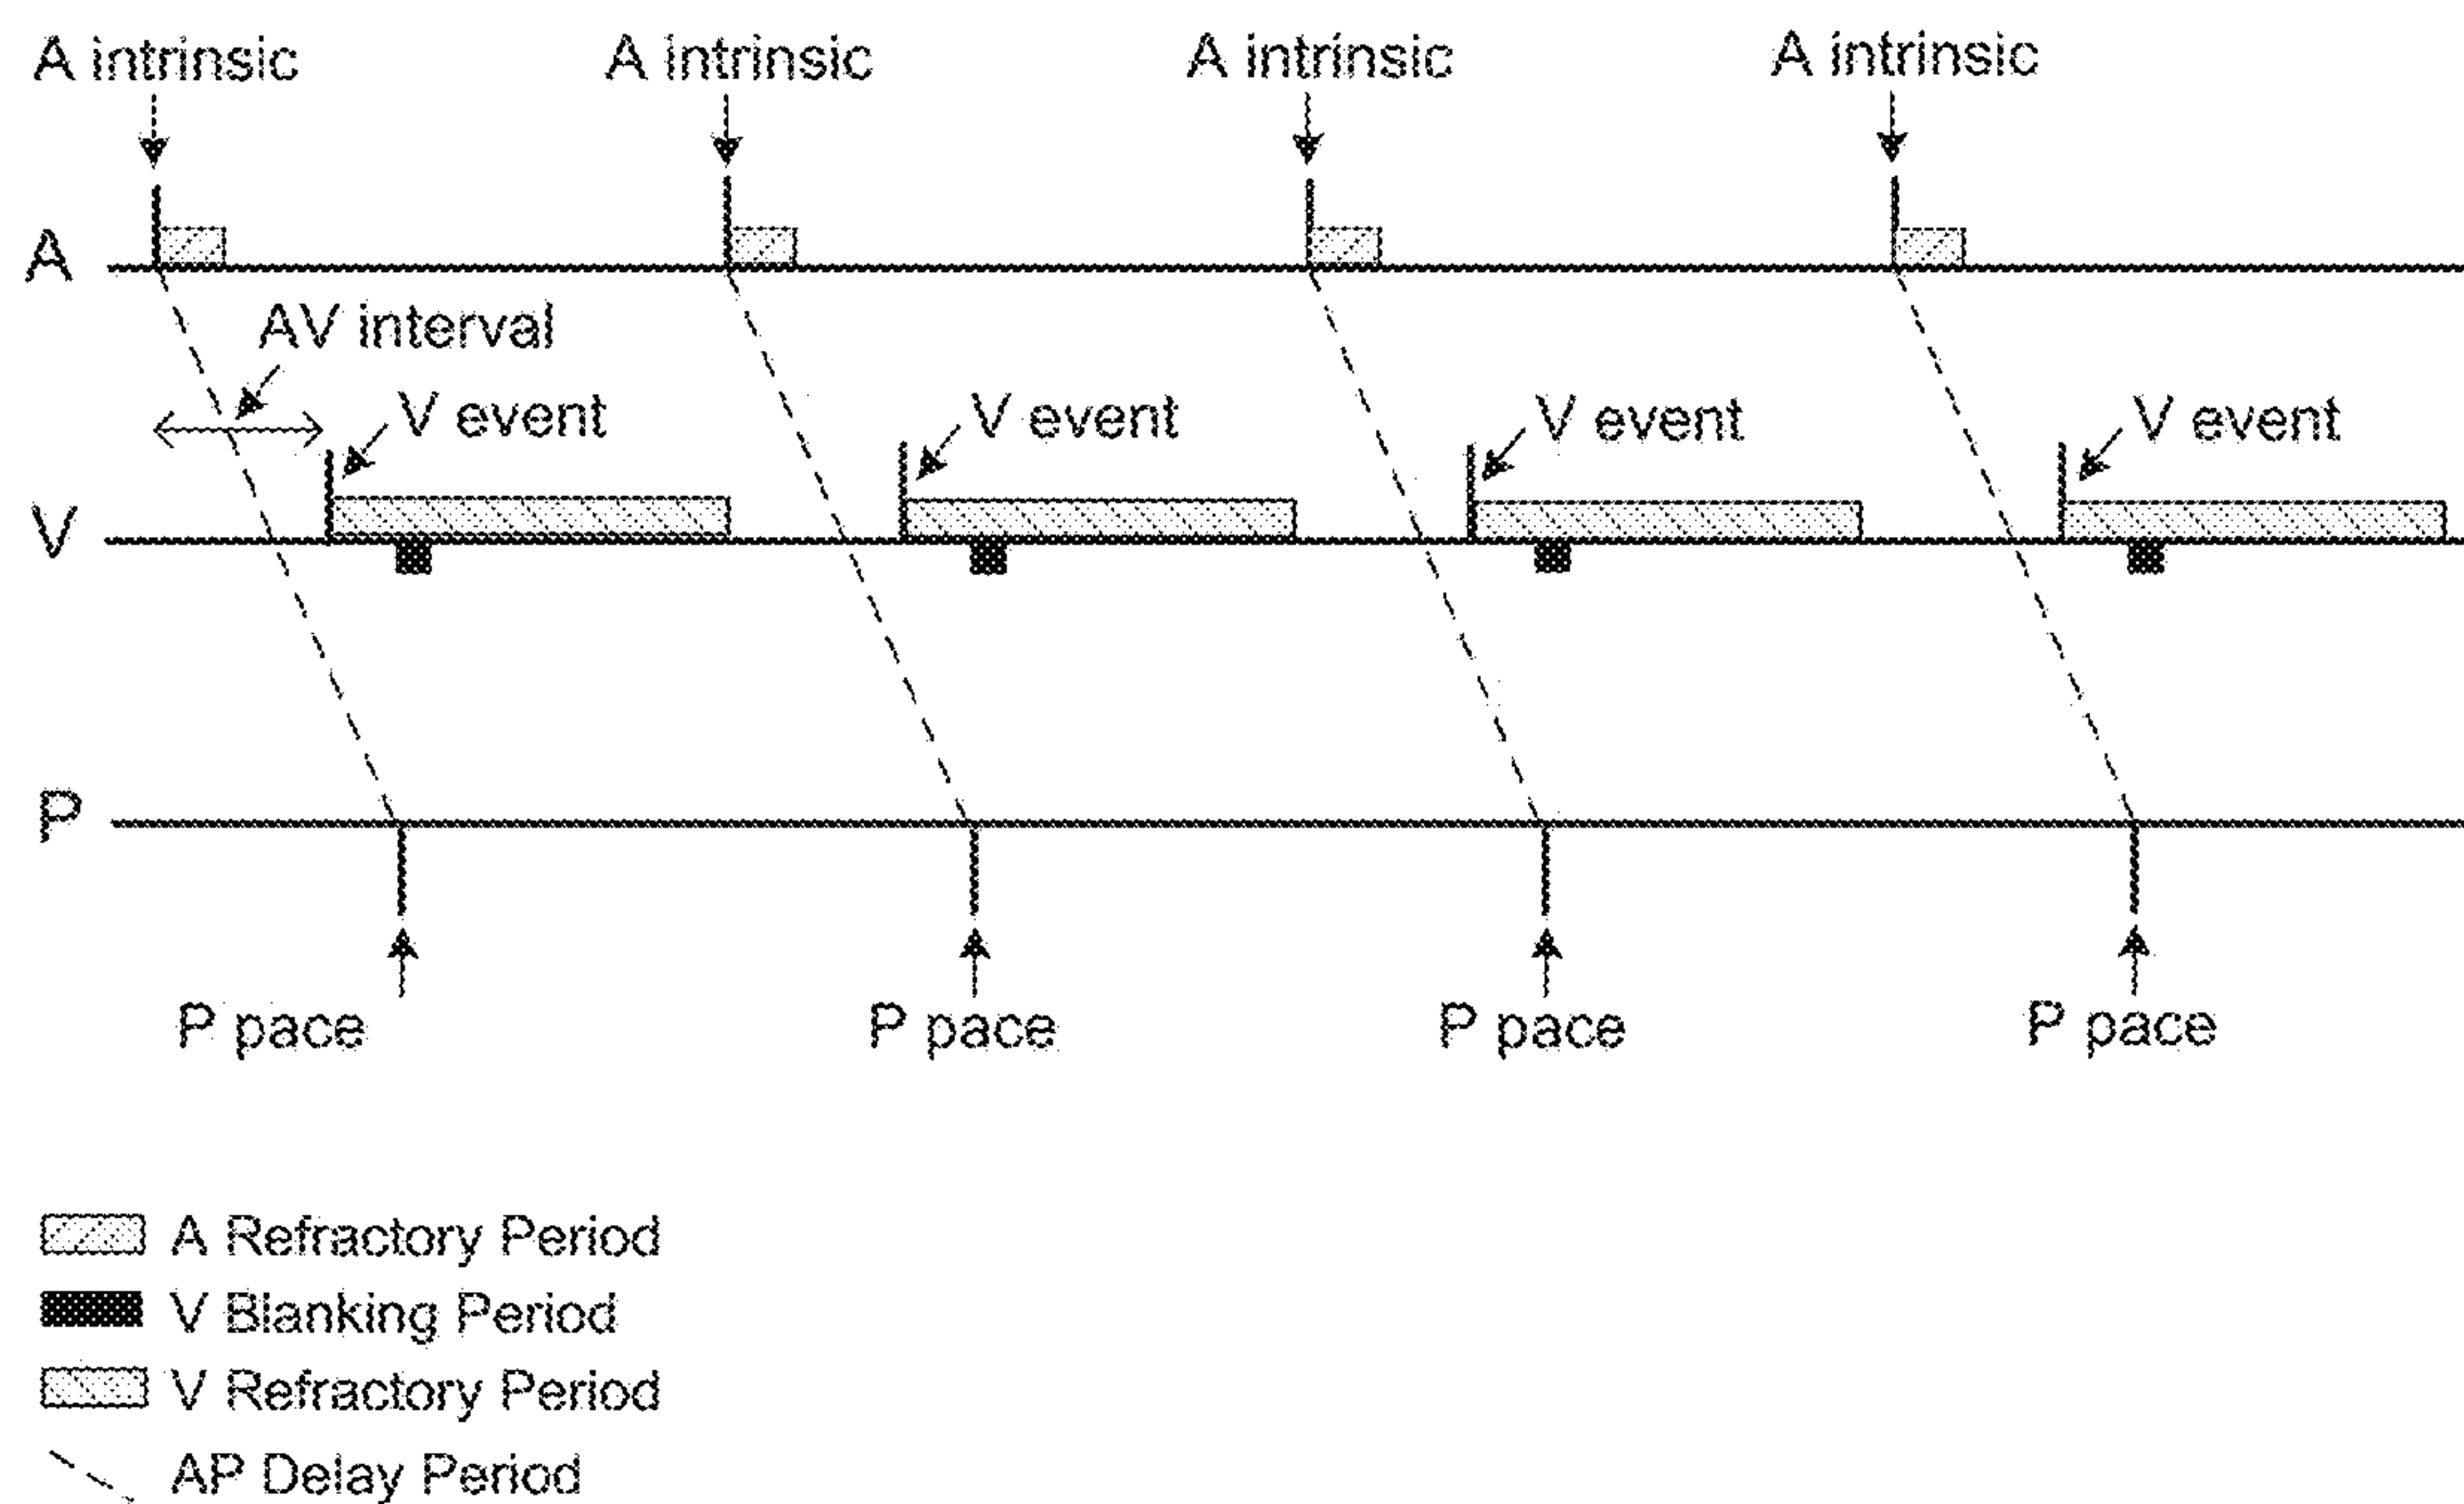 A intrinsic A intrinsic A intrinsic A intrinsic
A
AV interval
V event V event V event V event
V
P
P pace P pace P pace P pace
A Refractory Period
V Blanking Period
V Refractory Period
AP Delay Period